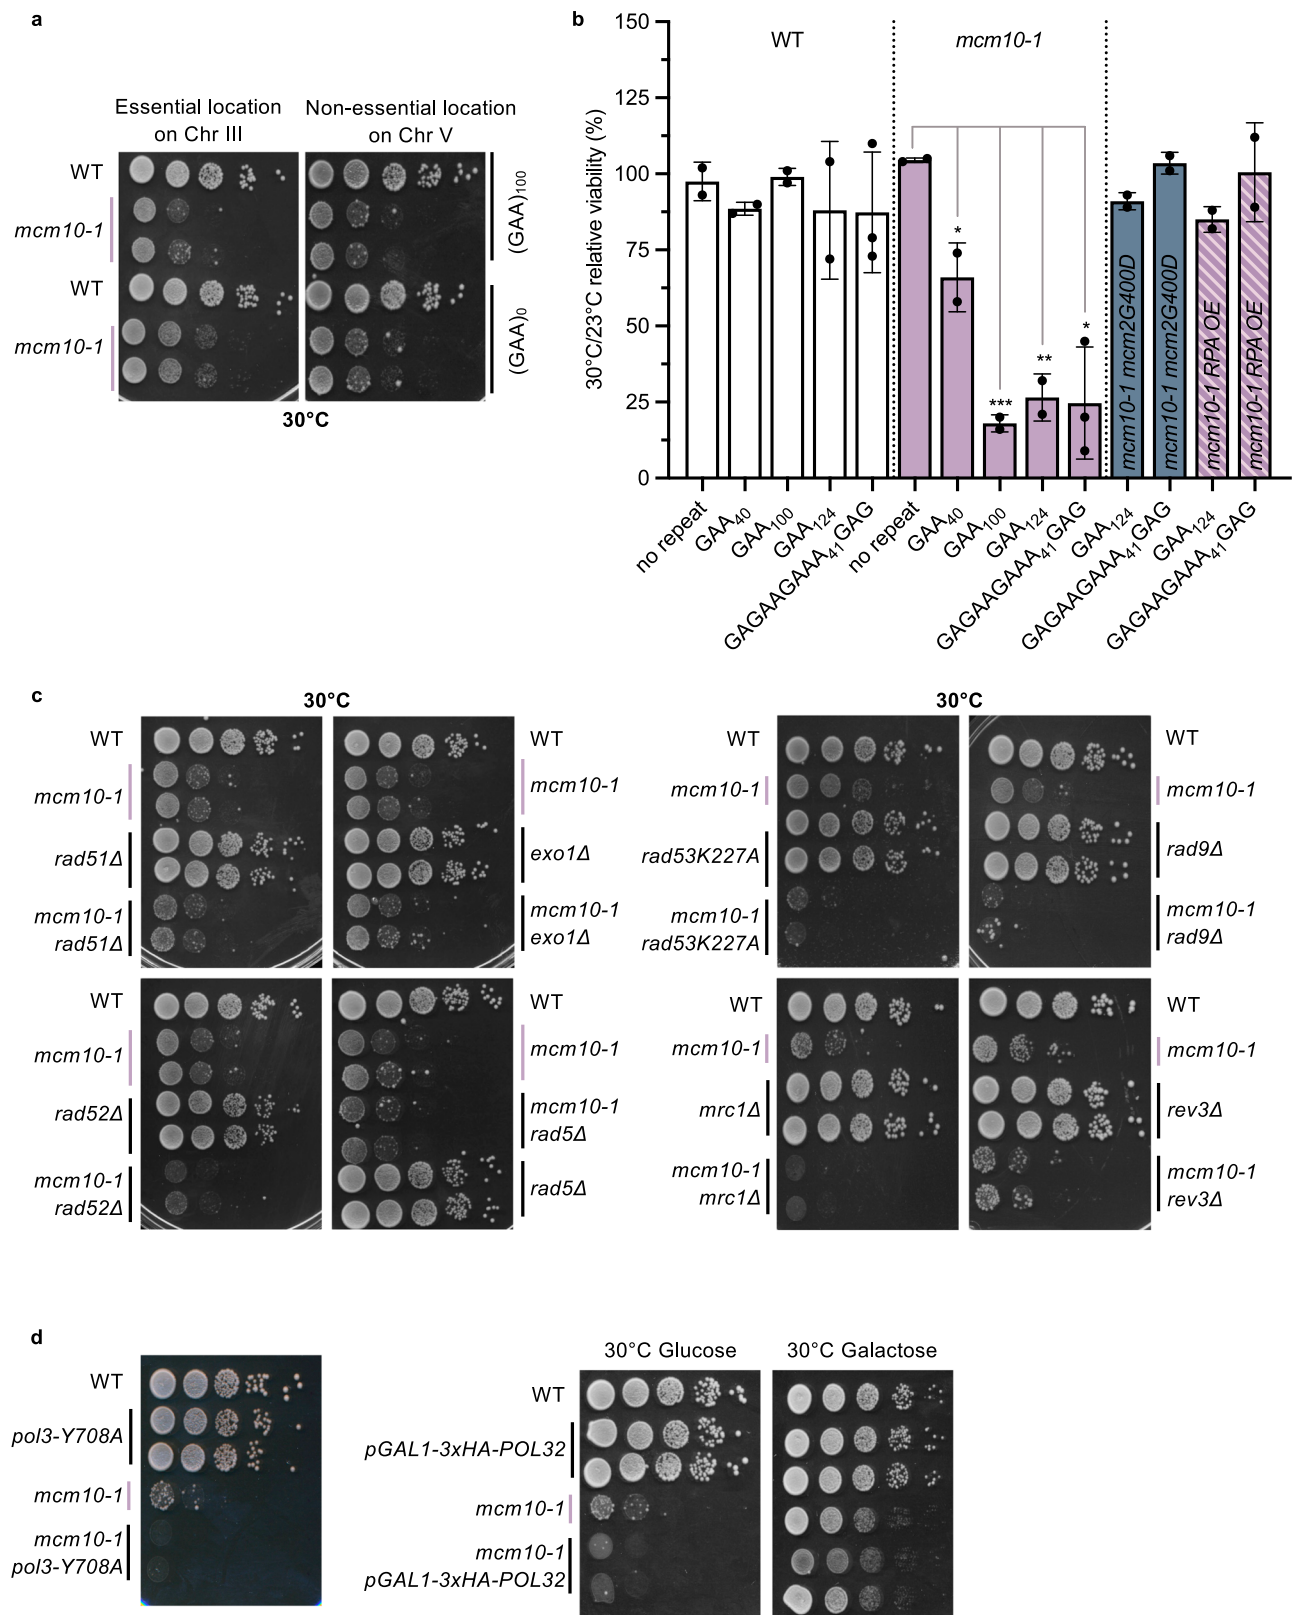 a
Essential location
on Chr III
Non-essential location
on Chr V
WT
mcm10-1
WT
mcm10-1
(GAA)100
(GAA)0
30°C
b
30°C/23°C relative viability (%)
150
125
100
75
50
25
0
WT
mcm10-1
*
***
**
*
mcm10-1 mcm2G400D
mcm10-1 mcm2G400D
mcm10-1 RPA OE
mcm10-1 RPA OE
no repeat
GAA40
GAA100
GAA124
GAGAAGAAA41GAG
no repeat
GAA40
GAA100
GAA124
GAGAAGAAA41GAG
GAA124
GAGAAGAAA41GAG
GAA124
GAGAAGAAA41GAG
c
30°C
WT
mcm10-1
rad51Δ
mcm10-1
rad51Δ
WT
mcm10-1
exo1Δ
mcm10-1
exo1Δ
WT
mcm10-1
rad52Δ
mcm10-1
rad52Δ
WT
mcm10-1
mcm10-1
rad5Δ
rad5Δ
30°C
WT
mcm10-1
rad53K227A
mcm10-1
rad53K227A
WT
mcm10-1
rad9Δ
mcm10-1
rad9Δ
WT
mcm10-1
mrc1Δ
mcm10-1
mrc1Δ
WT
mcm10-1
rev3Δ
mcm10-1
rev3Δ
d
WT
pol3-Y708A
mcm10-1
mcm10-1
pol3-Y708A
30°C Glucose
30°C Galactose
WT
pGAL1-3xHA-POL32
mcm10-1
mcm10-1
pGAL1-3xHA-POL32